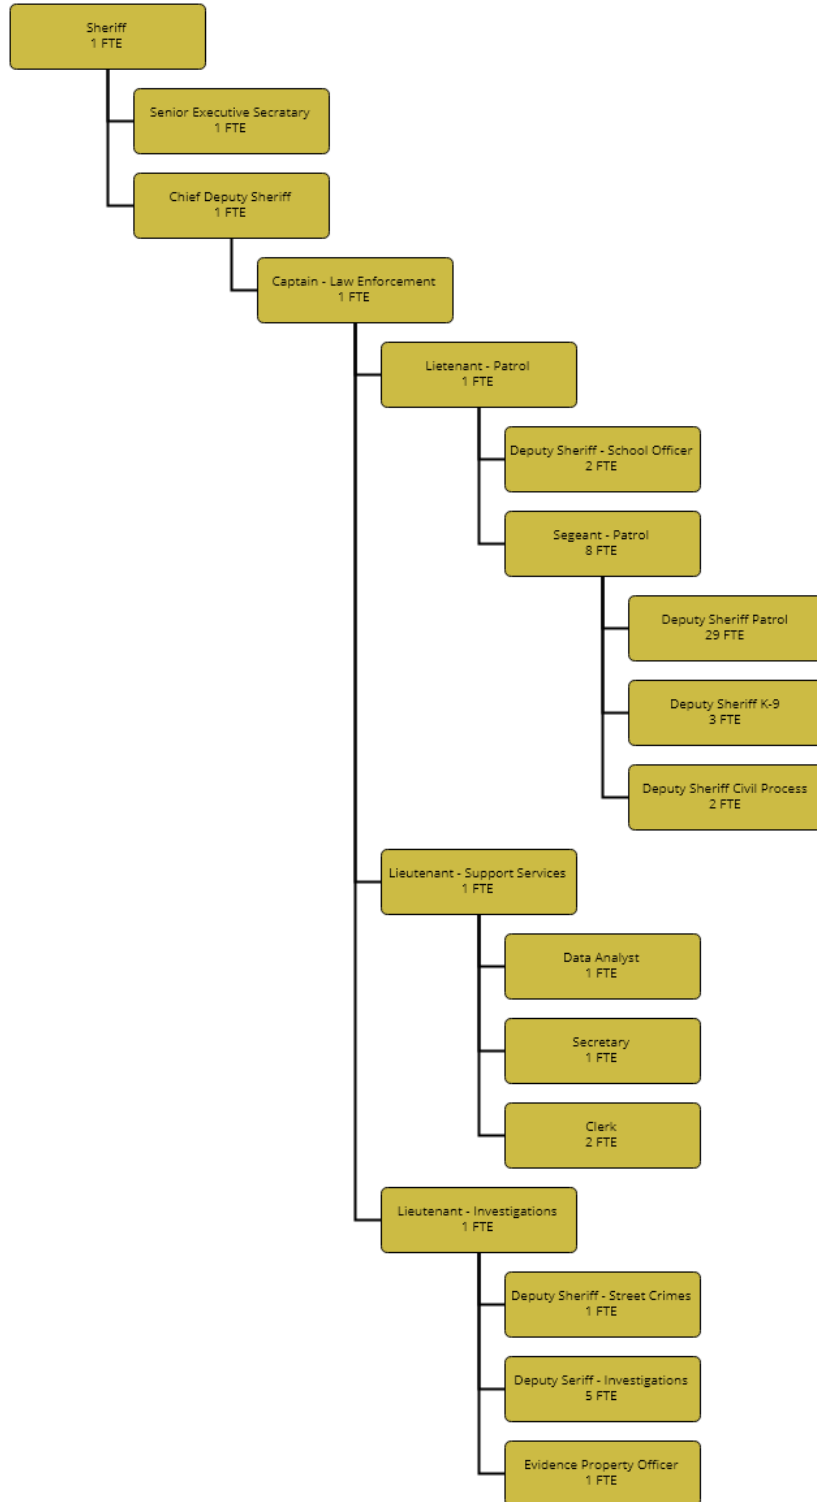 Sheriff
1 FTE
Senior Executive Secratary
1 FTE
Chief Deputy Sheriff
1 FTE
Captain - Law Enforcement
1 FTE
Lietenant - Patrol
1 FTE
Deputy Sheriff - School Officer
2 FTE
Segeant - Patrol
8 FTE
Deputy Sheriff Patrol
29 FTE
Deputy Sheriff K-9
3 FTE
Deputy Sheriff Civil Process
2 FTE
Lieutenant - Support Services
1 FTE
Data Analyst
1 FTE
Secretary
1 FTE
Clerk
2 FTE
Lieutenant - Investigations
1 FTE
Deputy Sheriff - Street Crimes
1 FTE
Deputy Seriff - Investigations
5 FTE
Evidence Property Officer
1 FTE